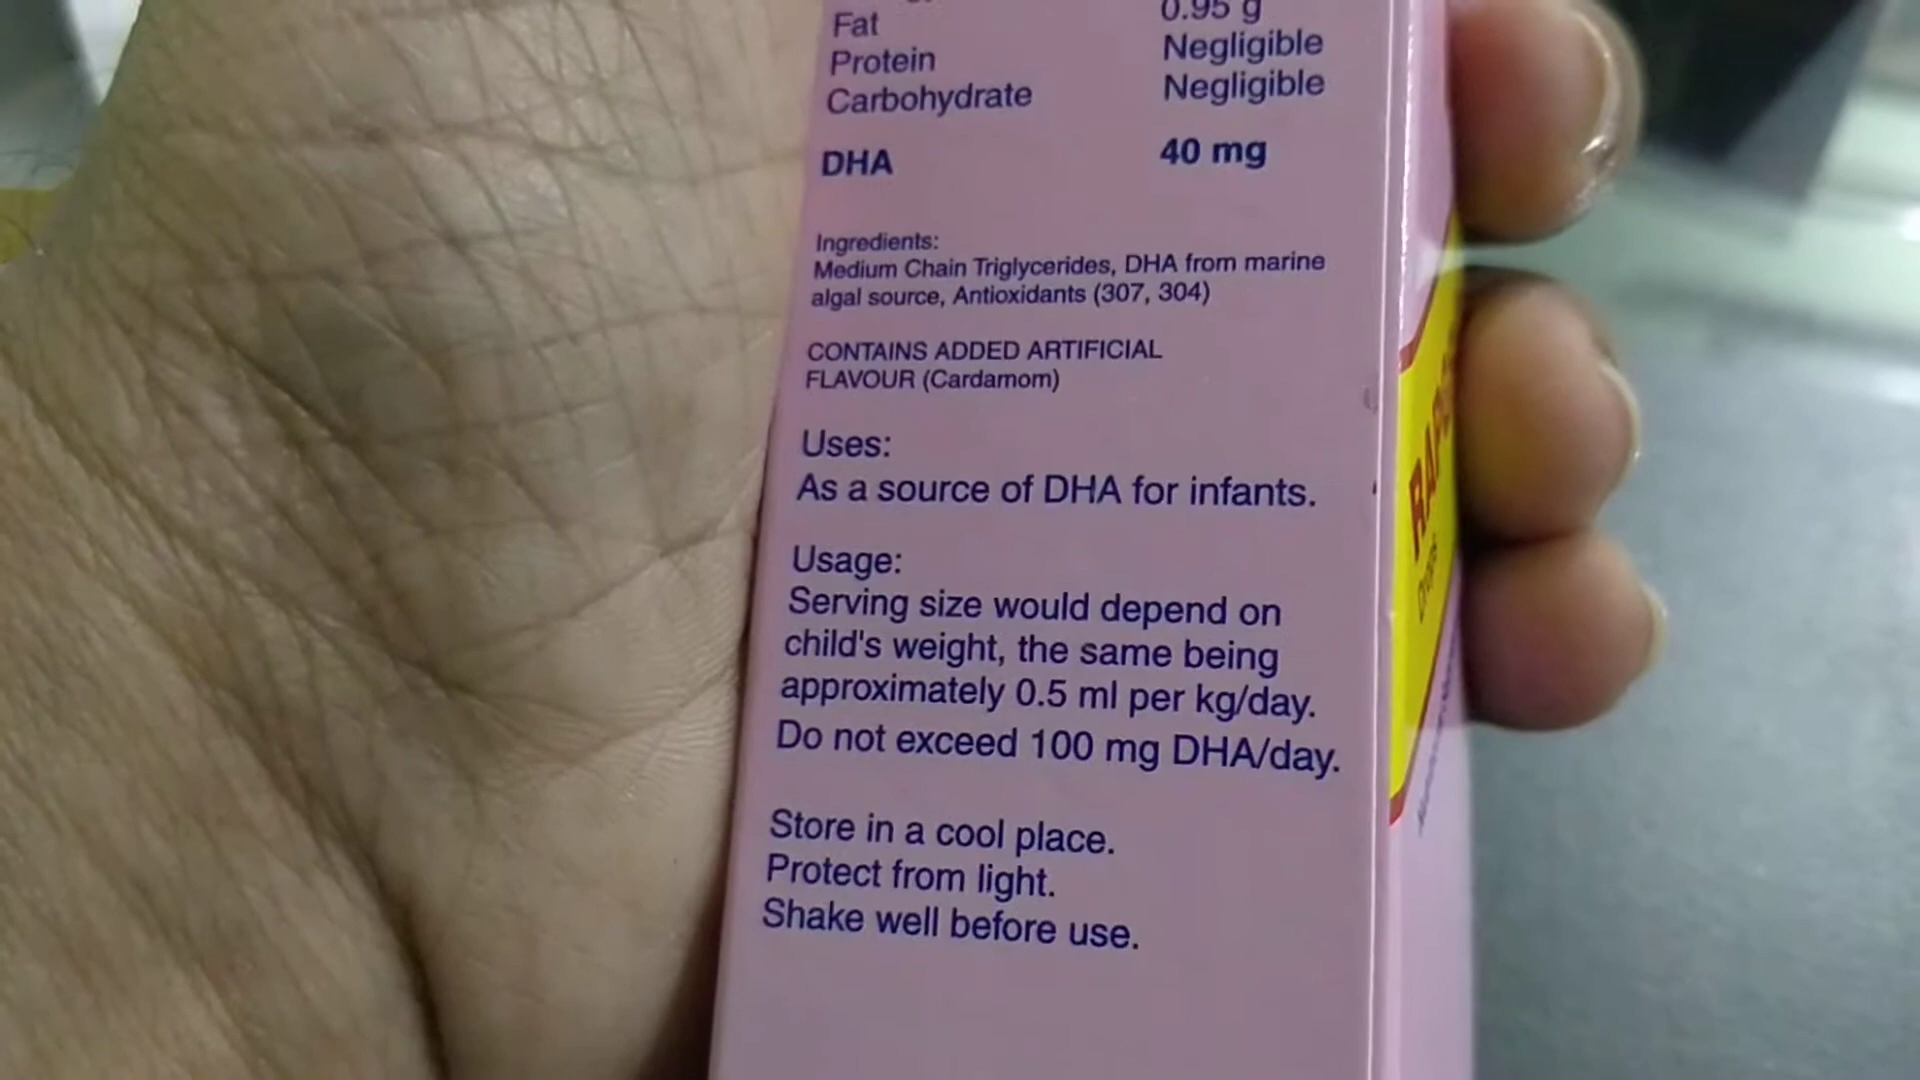 Fat 0.95 g
Protein Negligible
Carbohydrate Negligible
DHA 40 mg
Ingredients:
Medium Chain Triglycerides, DHA from marine
algal source, Antioxidants (307, 304)
CONTAINS ADDED ARTIFICIAL
FLAVOUR (Cardamom)
Uses:
As a source of DHA for infants.
Usage:
Serving size would depend on
child's weight, the same being
approximately 0.5 ml per kg/day.
Do not exceed 100 mg DHA/day.
Store in a cool place.
Protect from light.
Shake well before use.